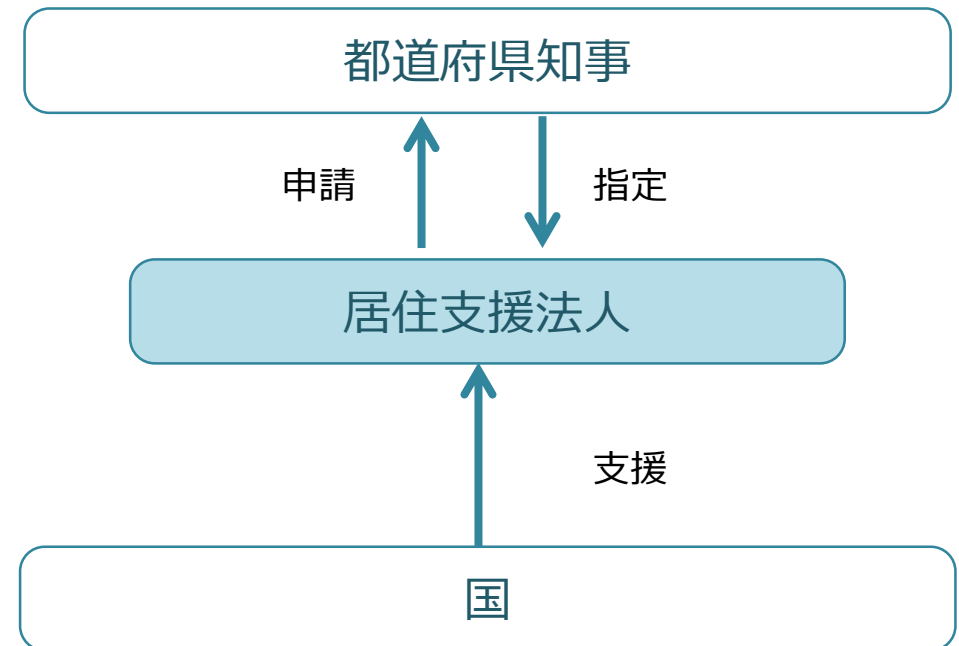 都道府県知事
申請
指定
居住支援法人
支援
国